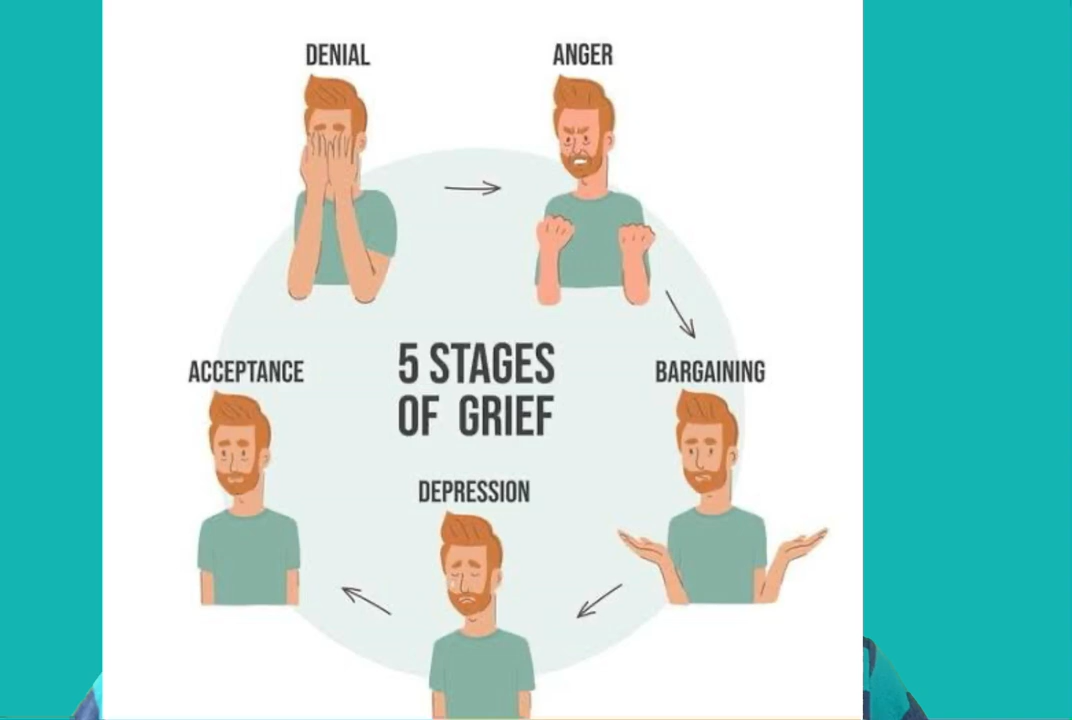 DENIAL
ANGER
BARGAINING
DEPRESSION
ACCEPTANCE
5 STAGES
OF GRIEF